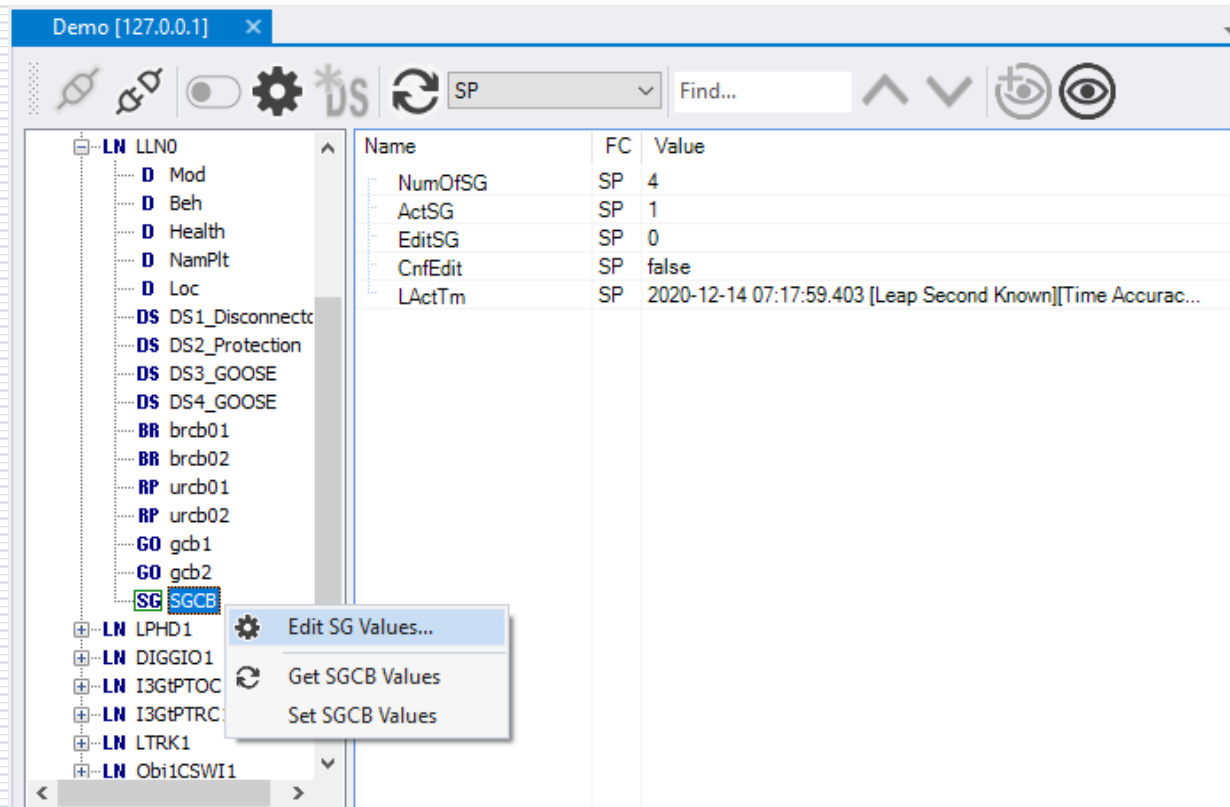 Demo [127.0.0.1] ×
DS SP Find...
LN LLN0
D Mod
D Beh
D Health
D NamPlt
D Loc
DS DS1_Disconnecto
DS DS2_Protection
DS DS3_GOOSE
DS DS4_GOOSE
BR brcb01
BR brcb02
RP urcb01
RP urcb02
GO gcb1
GO gcb2
SG SGCB
LN LPHD1
LN DIGGIO1
LN I3GtPTOC
LN I3GtPTRC
LN LTRK1
LN Obj1CSWI1
Name FC Value
NumOfSG SP 4
ActSG SP 1
EditSG SP 0
CnfEdit SP false
LActTm SP 2020-12-14 07:17:59.403 [Leap Second Known][Time Accurac...
Edit SG Values...
Get SGCB Values
Set SGCB Values